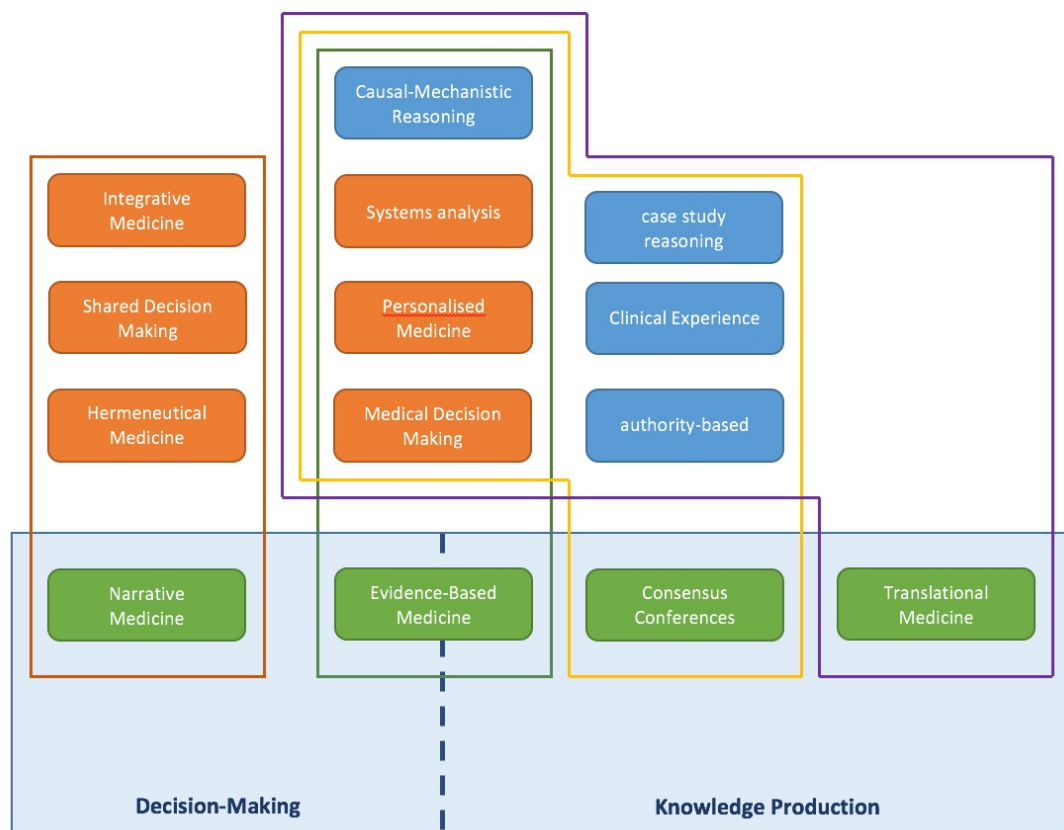 Causal-Mechanistic
Reasoning
Integrative
Medicine
Systems analysis
case study
reasoning
Shared Decision
Making
Personalised
Medicine
Clinical Experience
Hermeneutical
Medicine
Medical Decision
Making
authority-based
Narrative
Medicine
Evidence-Based
Medicine
Consensus
Conferences
Translational
Medicine
Decision-Making
Knowledge Production